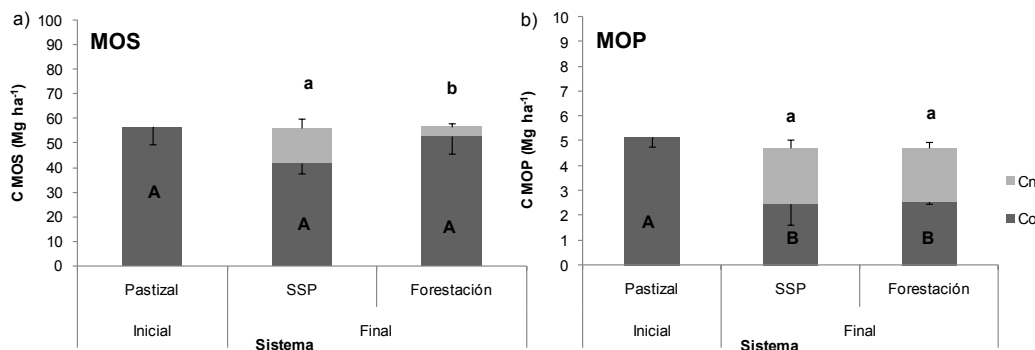 a)
MOS
C MOS (Mg ha-1)
100
90
80
70
60
50
40
30
20
10
0
a
b
A
A
A
Pastizal
SSP
Forestación
Inicial
Final
Sistema
b)
MOP
C MOP (Mg ha-1)
10
9
8
7
6
5
4
3
2
1
0
a
a
A
B
B
Pastizal
SSP
Forestación
Inicial
Final
Sistema
Cn
Co